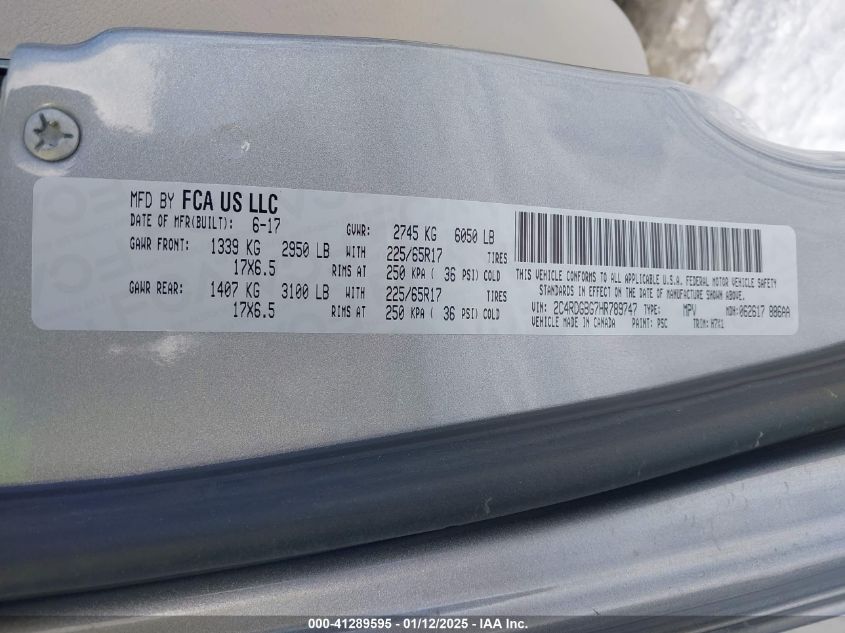 MFD BY FCA US LLC
DATE OF MFR(BUILT): 6-17 GVWR: 2745 KG 6050 LB
GAWR FRONT: 1339 KG 2950 LB WITH 225/65R17 TIRES
17X6.5 RIMS AT 250 KPA ( 36 PSI) COLD
GAWR REAR: 1407 KG 3100 LB WITH 225/65R17 TIRES
17X6.5 RIMS AT 250 KPA ( 36 PSI) COLD
THIS VEHICLE CONFORMS TO ALL APPLICABLE U.S.A. FEDERAL MOTOR VEHICLE SAFETY
STANDARDS IN EFFECT ON THE DATE OF MANUFACTURE SHOWN ABOVE.
VIN: 2C4RDGBG7HR789747 TYPE: MPV MDH: 062617 886AA
VEHICLE MADE IN CANADA PAINT: PSC TRIM: H7X1
000-41289595 - 01/12/2025 - IAA Inc.